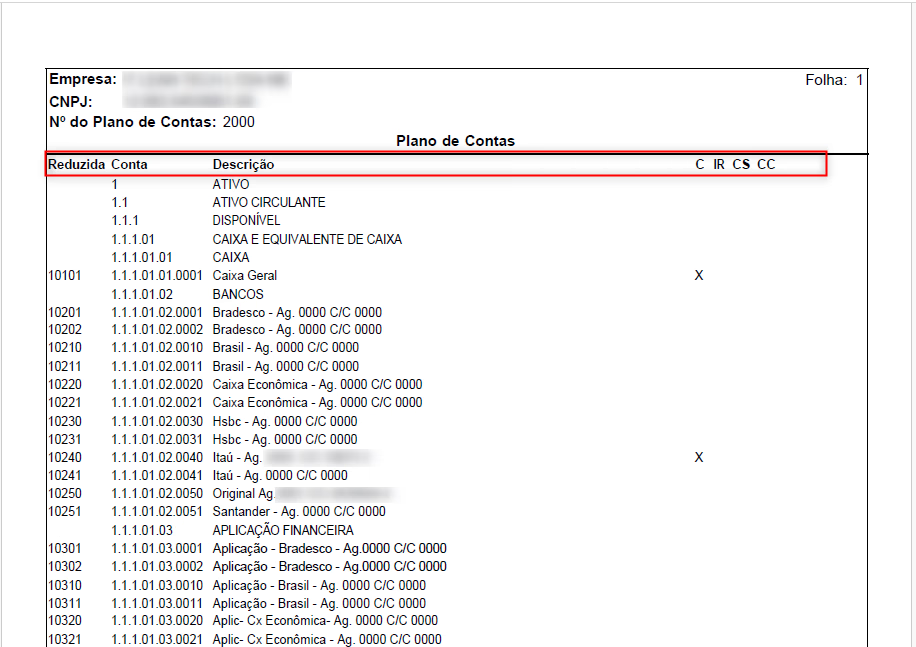 Empresa:
Folha: 1
CNPJ:
Nº do Plano de Contas: 2000
Plano de Contas
Reduzida Conta Descrição C IR CS CC
1 ATIVO
1.1 ATIVO CIRCULANTE
1.1.1 DISPONÍVEL
1.1.1.01 CAIXA E EQUIVALENTE DE CAIXA
1.1.1.01.01 CAIXA
10101 1.1.1.01.01.0001 Caixa Geral X
1.1.1.01.02 BANCOS
10201 1.1.1.01.02.0001 Bradesco - Ag. 0000 C/C 0000
10202 1.1.1.01.02.0002 Bradesco - Ag. 0000 C/C 0000
10210 1.1.1.01.02.0010 Brasil - Ag. 0000 C/C 0000
10211 1.1.1.01.02.0011 Brasil - Ag. 0000 C/C 0000
10220 1.1.1.01.02.0020 Caixa Econômica - Ag. 0000 C/C 0000
10221 1.1.1.01.02.0021 Caixa Econômica - Ag. 0000 C/C 0000
10230 1.1.1.01.02.0030 Hsbc - Ag. 0000 C/C 0000
10231 1.1.1.01.02.0031 Hsbc - Ag. 0000 C/C 0000
10240 1.1.1.01.02.0040 Itaú - Ag. X
10241 1.1.1.01.02.0041 Itaú - Ag. 0000 C/C 0000
10250 1.1.1.01.02.0050 Original Ag.
10251 1.1.1.01.02.0051 Santander - Ag. 0000 C/C 0000
1.1.1.01.03 APLICAÇÃO FINANCEIRA
10301 1.1.1.01.03.0001 Aplicação - Bradesco - Ag.0000 C/C 0000
10302 1.1.1.01.03.0002 Aplicação - Bradesco - Ag.0000 C/C 0000
10310 1.1.1.01.03.0010 Aplicação - Brasil - Ag. 0000 C/C 0000
10311 1.1.1.01.03.0011 Aplicação - Brasil - Ag. 0000 C/C 0000
10320 1.1.1.01.03.0020 Aplic- Cx Econômica- Ag. 0000 C/C 0000
10321 1.1.1.01.03.0021 Aplic- Cx Econômica - Ag. 0000 C/C 0000